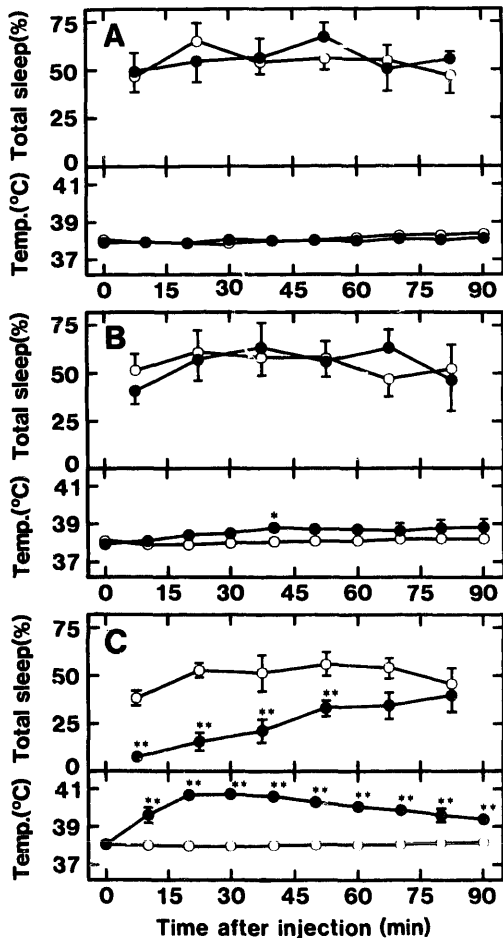 A
Total sleep(%)
75
50
25
0
Temp.(°C)
41
39
37
0 15 30 45 60 75 90
B
Total sleep(%)
75
50
25
0
Temp.(°C)
41
39
37
*
0 15 30 45 60 75 90
C
Total sleep(%)
75
50
25
0
** ** ** **
Temp.(°C)
41
39
37
** ** ** ** ** ** ** ** **
0 15 30 45 60 75 90
Time after injection (min)